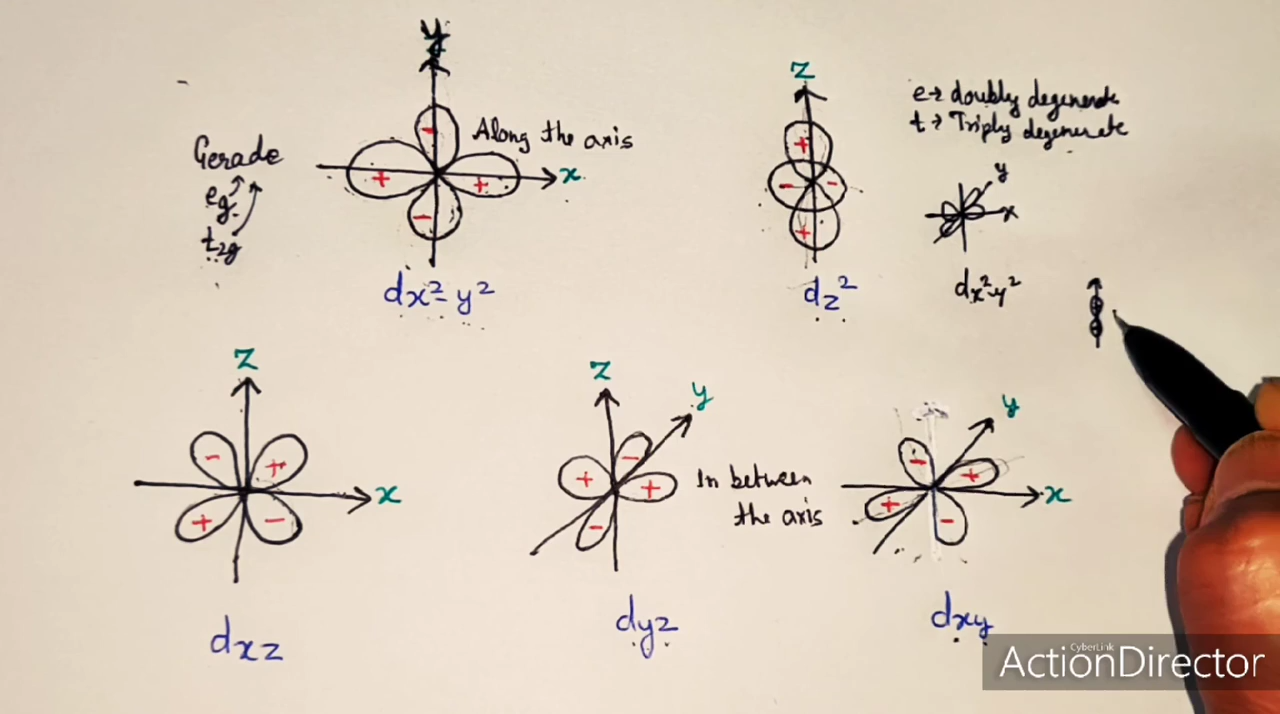 y
Along the axis
Gerade
eg
t2g
+
+
-
-
x
dx²-y²
z
+
-
-
+
dz²
e → doubly degenerate
t → Triply degenerate
y
x
dx²-y²
z
-
+
+
-
x
dxz
z
y
-
+
+
-
In between
the axis
dyz
y
-
+
+
-
x
dxy
CyberLink
ActionDirector